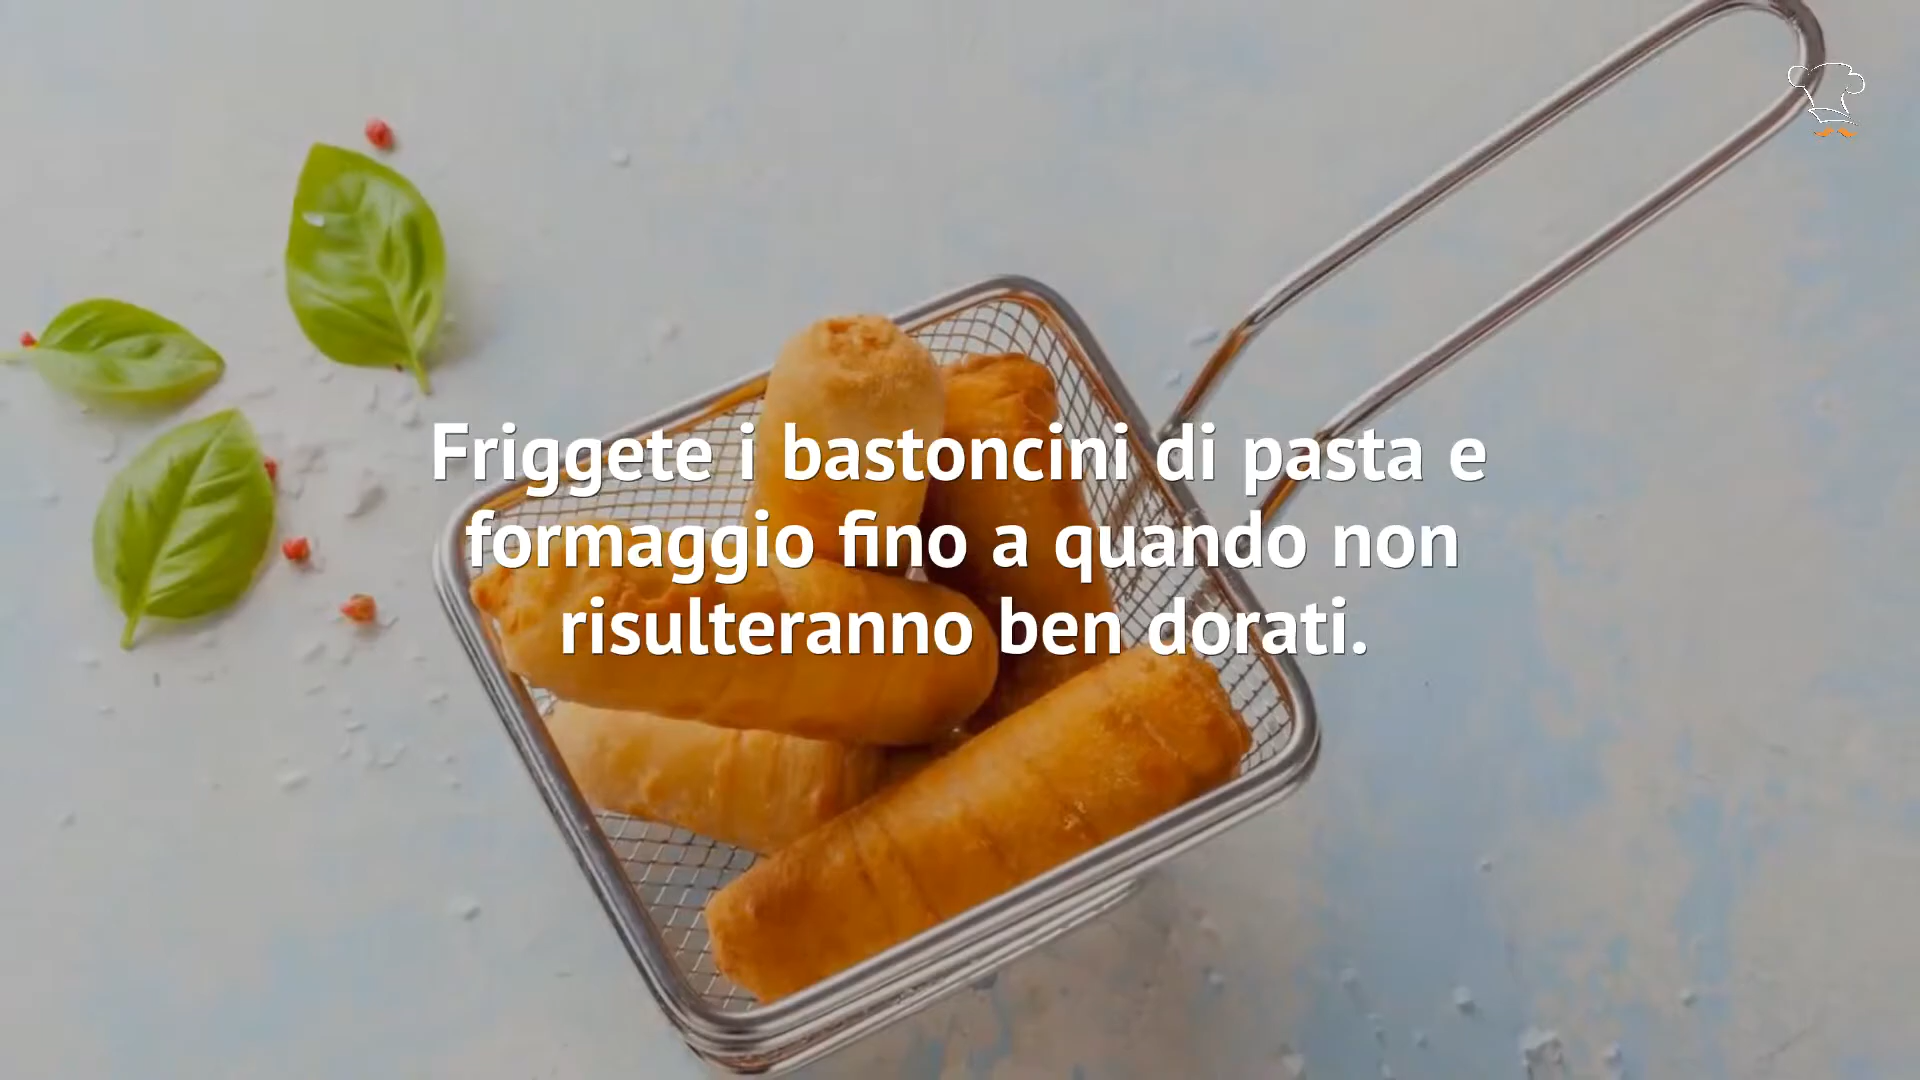 Friggete i bastoncini di pasta e
formaggio fino a quando non
risulteranno ben dorati.